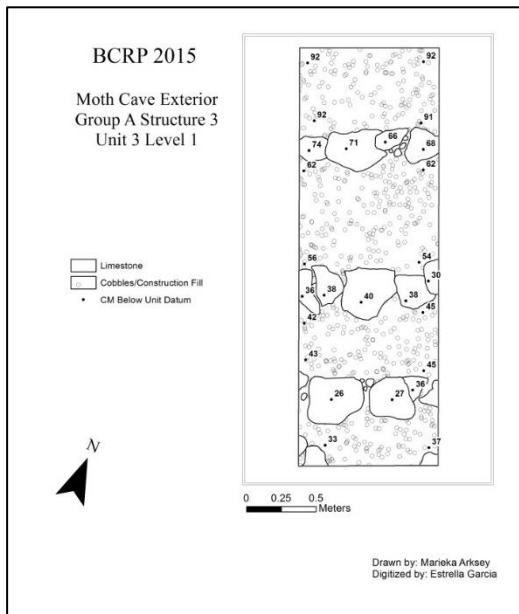 BCRP 2015
Moth Cave Exterior
Group A Structure 3
Unit 3 Level 1
92 92
92 91
74 71 66 68
62 62
56 54
30
36 38 40 38
42 45
43 45
36
26 27
33 37
Limestone
Cobbles/Construction Fill
CM Below Unit Datum
N
0 0.25 0.5
Meters
Drawn by: Marieka Arksey
Digitized by: Estrella Garcia